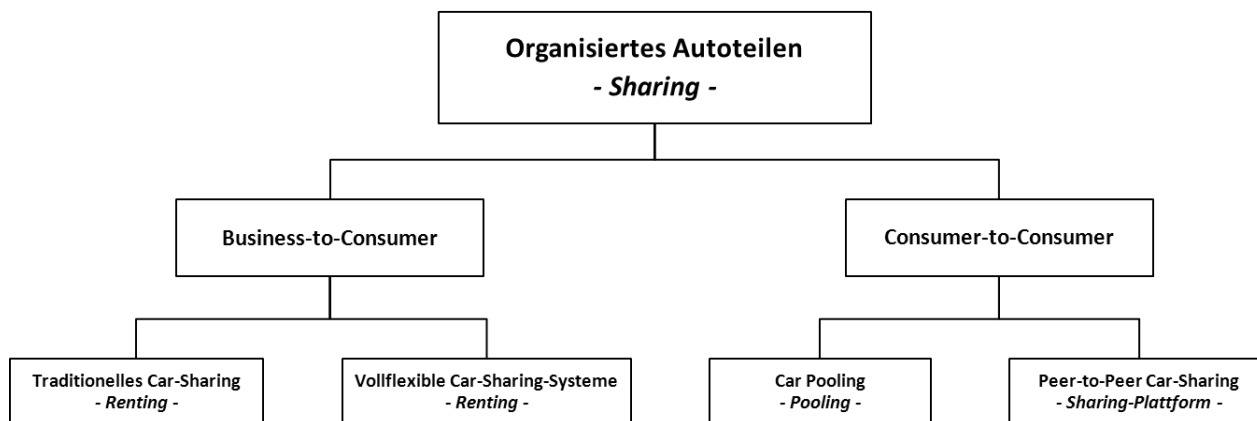 Organisiertes Autoteilen
- Sharing -
Business-to-Consumer
Consumer-to-Consumer
Traditionelles Car-Sharing
- Renting -
Vollflexible Car-Sharing-Systeme
- Renting -
Car Pooling
- Pooling -
Peer-to-Peer Car-Sharing
- Sharing-Plattform -